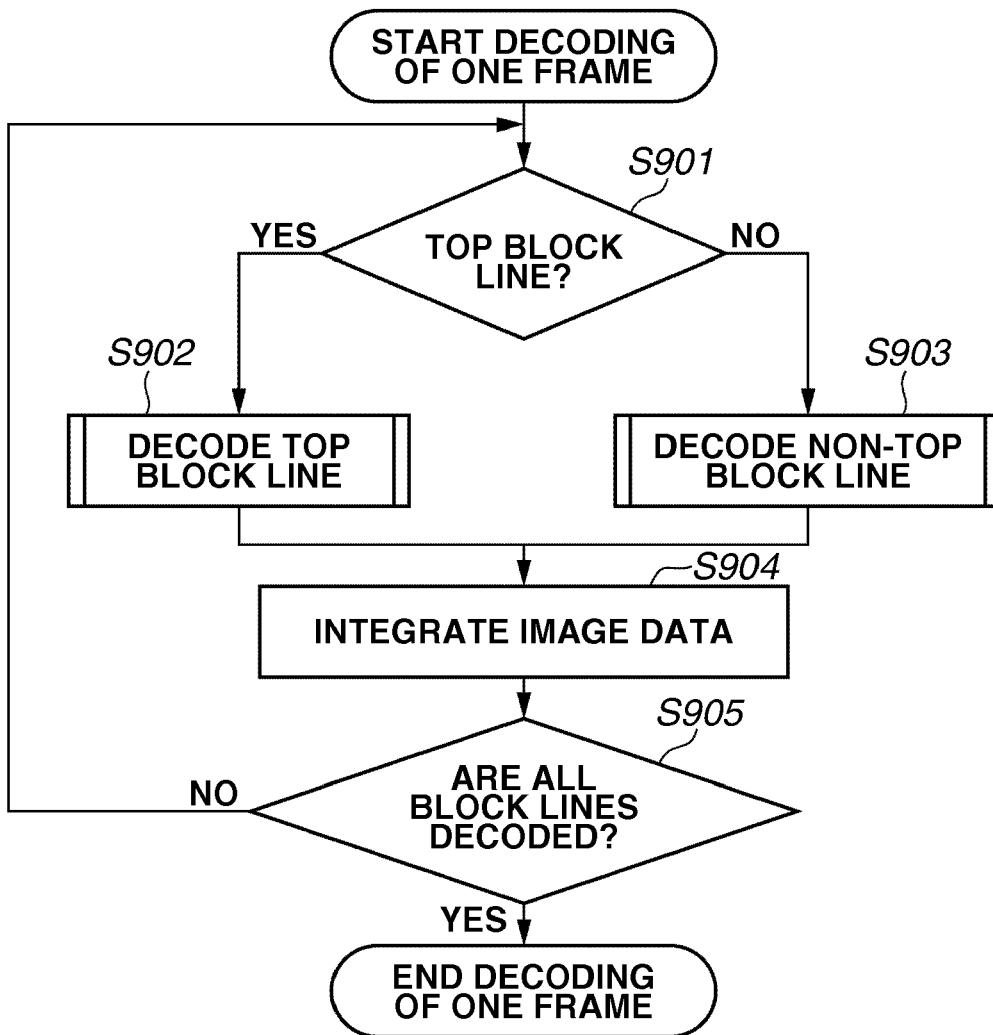 START DECODING
OF ONE FRAME
S901
YES
NO
TOP BLOCK
LINE?
S902
S903
DECODE TOP
BLOCK LINE
DECODE NON-TOP
BLOCK LINE
S904
INTEGRATE IMAGE DATA
S905
NO
ARE ALL
BLOCK LINES
DECODED?
YES
END DECODING
OF ONE FRAME